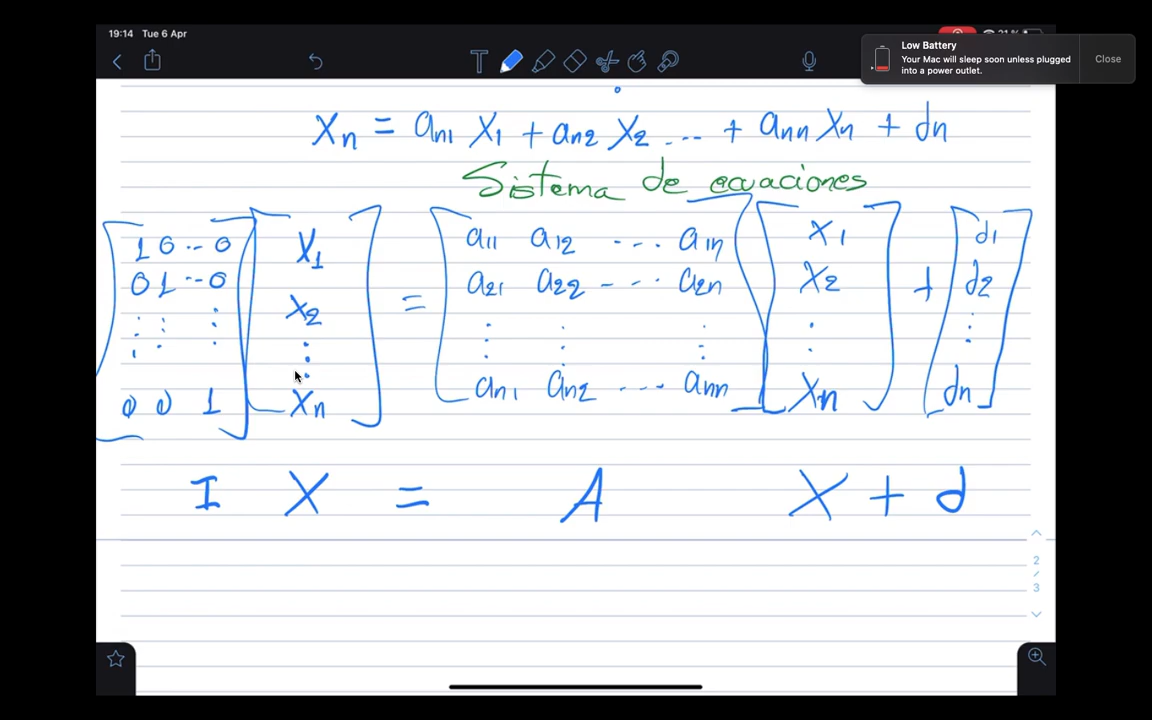 19:14 Tue 6 Apr
Low Battery
Your Mac will sleep soon unless plugged
into a power outlet.
Close
Xn = an1 X1 + an2 X2 ... + ann Xn + dn
Sistema de ecuaciones
1 0 ... 0 X1 a11 a12 ... a1n X1 d1
0 1 ... 0 X2 = a21 a22 ... a2n X2 + d2
0 0 1 Xn an1 an2 ... ann Xn dn
I X = A X + d
2
/
3